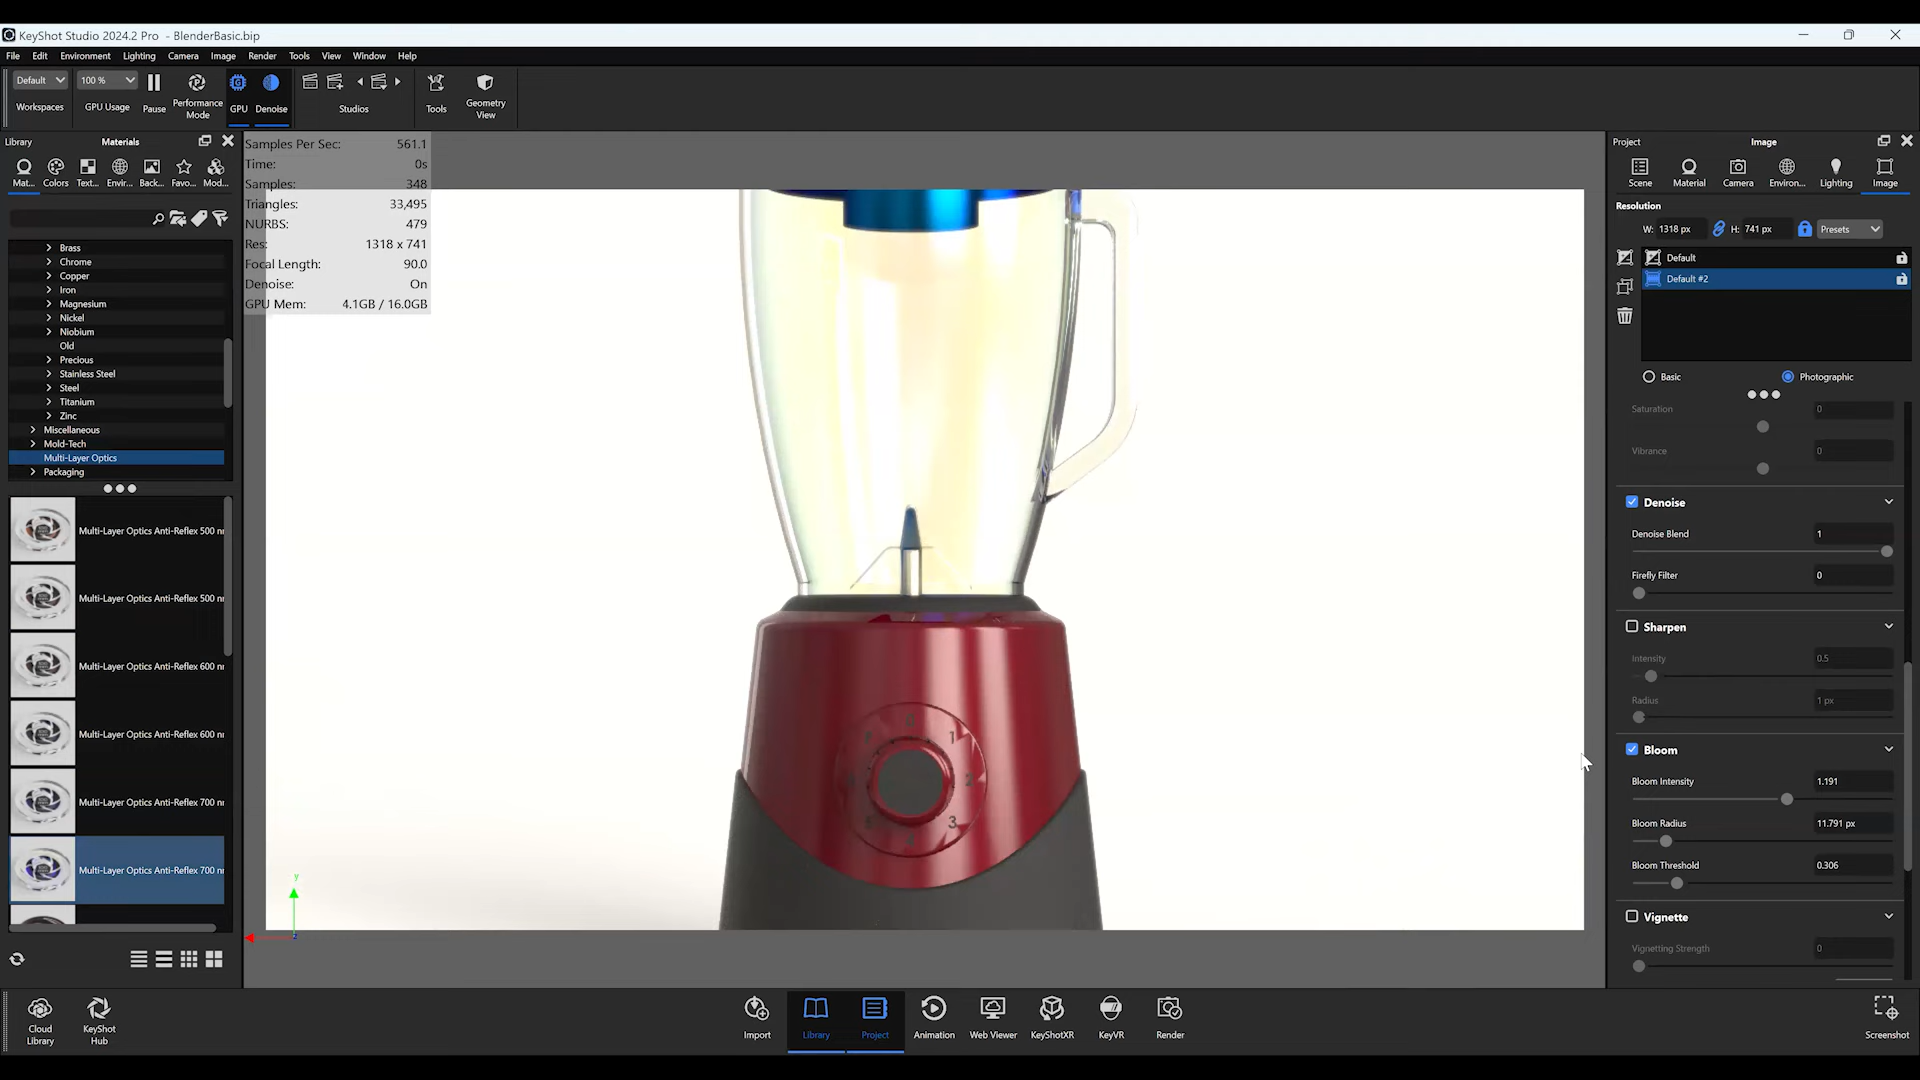 KeyShot Studio 2024.2 Pro - BlenderBasic.bip
File Edit Environment Lighting Camera Image Render Tools View Window Help
Default 100 %
Workspaces GPU Usage Pause Performance Mode GPU Denoise Studios Tools Geometry View
Library Materials
Mat... Colors Text... Envir... Back... Favo... Mod...
Brass
Chrome
Copper
Iron
Magnesium
Nickel
Niobium
Old
Precious
Stainless Steel
Steel
Titanium
Zinc
Miscellaneous
Mold-Tech
Multi-Layer Optics
Packaging
Multi-Layer Optics Anti-Reflex 500 nr
Multi-Layer Optics Anti-Reflex 500 nr
Multi-Layer Optics Anti-Reflex 600 nr
Multi-Layer Optics Anti-Reflex 600 nr
Multi-Layer Optics Anti-Reflex 700 nr
Multi-Layer Optics Anti-Reflex 700 nr
Samples Per Sec: 561.1
Time: 0s
Samples: 348
Triangles: 33,495
NURBS: 479
Res: 1318 x 741
Focal Length: 90.0
Denoise: On
GPU Mem: 4.1GB / 16.0GB
1
2
3
y
Project Image
Scene Material Camera Environ... Lighting Image
Resolution
W: 1318 px H: 741 px Presets
Default
Default #2
Basic Photographic
Saturation 0
Vibrance 0
Denoise
Denoise Blend 1
Firefly Filter 0
Sharpen
Intensity 0.5
Radius 1 px
Bloom
Bloom Intensity 1.191
Bloom Radius 11.791 px
Bloom Threshold 0.306
Vignette
Vignetting Strength 0
Cloud Library KeyShot Hub Import Library Project Animation Web Viewer KeyShotXR KeyVR Render Screenshot